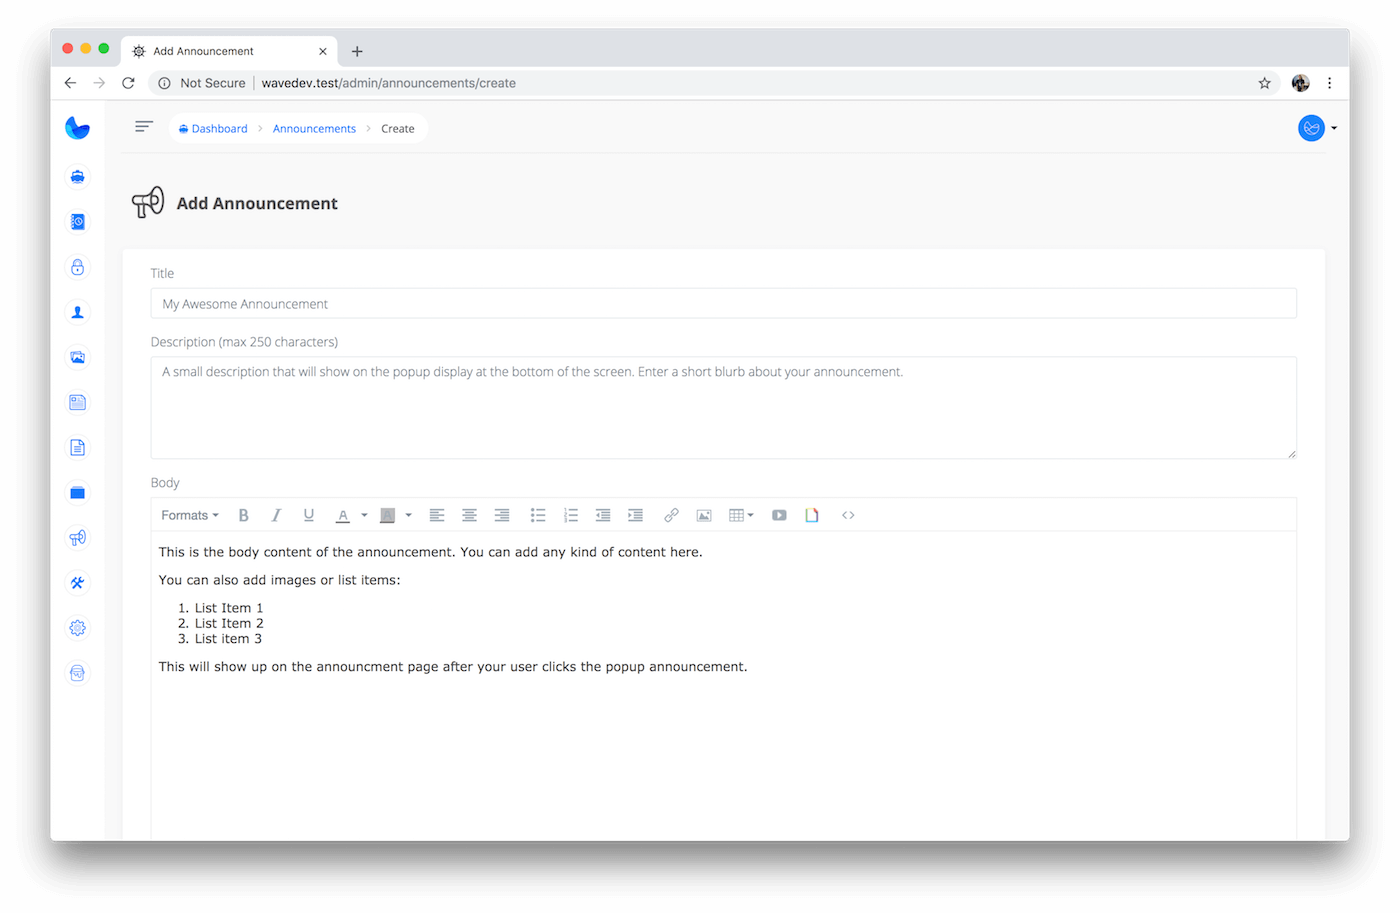 Add Announcement
Not Secure wavedev.test/admin/announcements/create
Dashboard Announcements Create
Add Announcement
Title
My Awesome Announcement
Description (max 250 characters)
A small description that will show on the popup display at the bottom of the screen. Enter a short blurb about your announcement.
Body
Formats B I U A A
This is the body content of the announcement. You can add any kind of content here.
You can also add images or list items:
1. List Item 1
2. List Item 2
3. List item 3
This will show up on the announcment page after your user clicks the popup announcement.